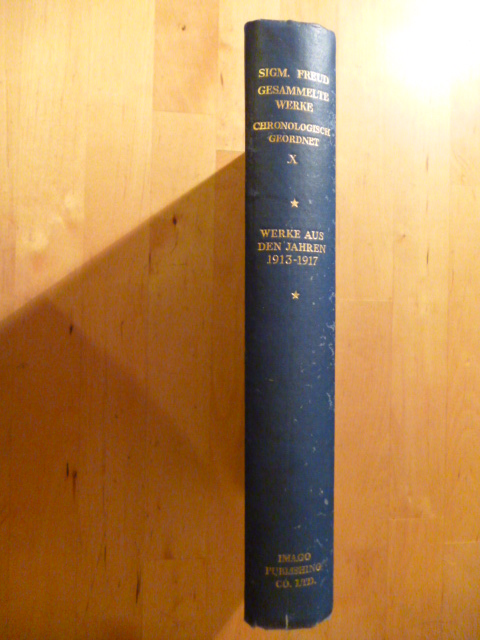 SIGM. FREUD
GESAMMELTE
WERKE
CHRONOLOGISCH
GEORDNET
X
WERKE AUS
DEN JAHREN
1913-1917
IMAGO
PUBLISHING
CO. LTD.